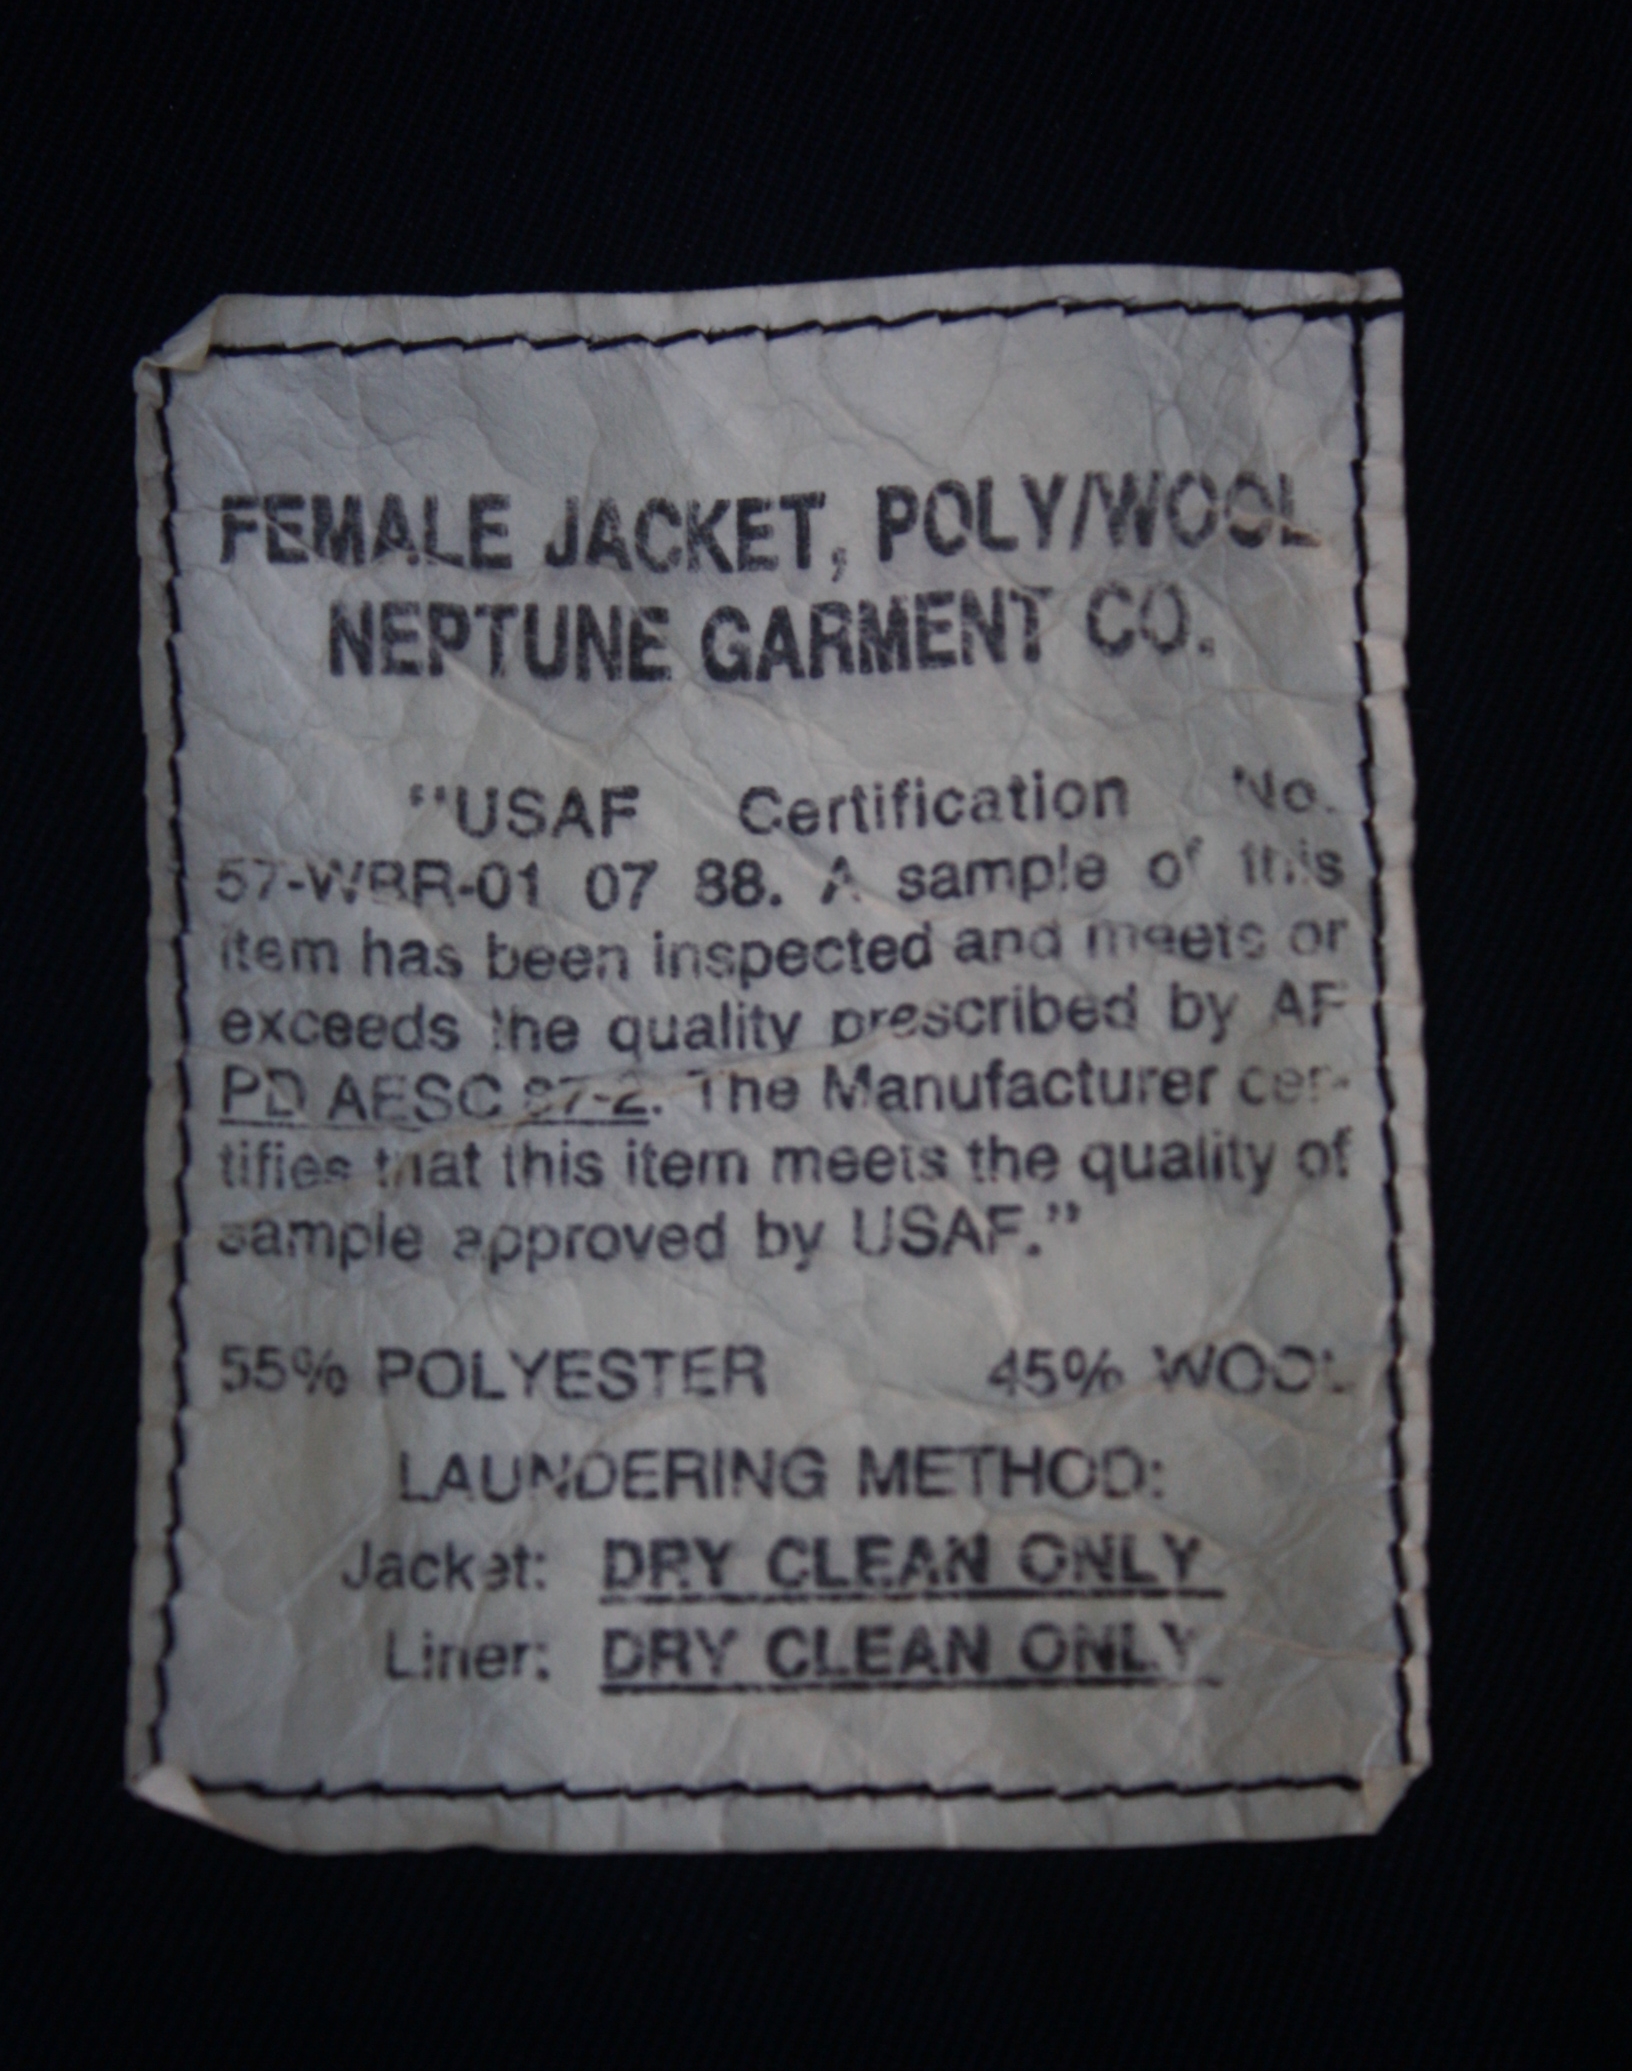 FEMALE JACKET, POLY/WOOL
NEPTUNE GARMENT CO.
"USAF Certification No.
57-WBR-01 07 88. A sample of this
item has been inspected and meets or
exceeds the quality prescribed by AF
PD AESC 87-2. The Manufacturer cer-
tifies that this item meets the quality of
sample approved by USAF."
55% POLYESTER 45% WOOL
LAUNDERING METHOD:
Jacket: DRY CLEAN ONLY
Liner: DRY CLEAN ONLY